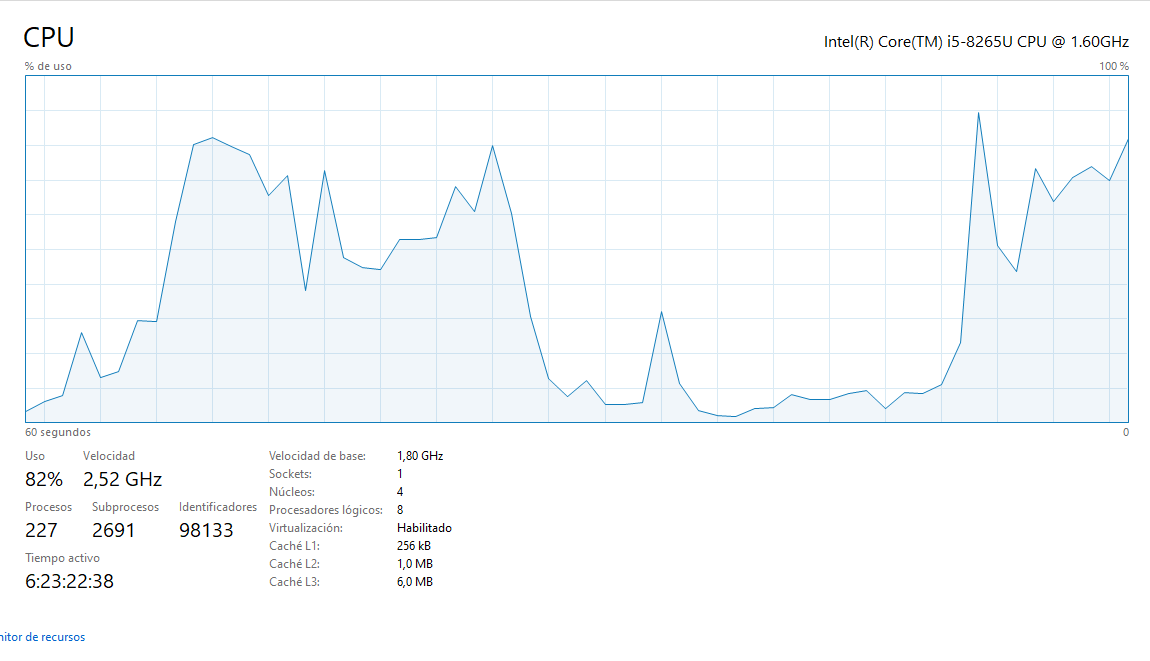 CPU
Intel(R) Core(TM) i5-8265U CPU @ 1.60GHz
% de uso
100 %
60 segundos
0
Uso
Velocidad
82%
2,52 GHz
Procesos
Subprocesos
Identificadores
227
2691
98133
Tiempo activo
6:23:22:38
Velocidad de base:
1,80 GHz
Sockets:
1
Núcleos:
4
Procesadores lógicos:
8
Virtualización:
Habilitado
Caché L1:
256 kB
Caché L2:
1,0 MB
Caché L3:
6,0 MB
nitor de recursos